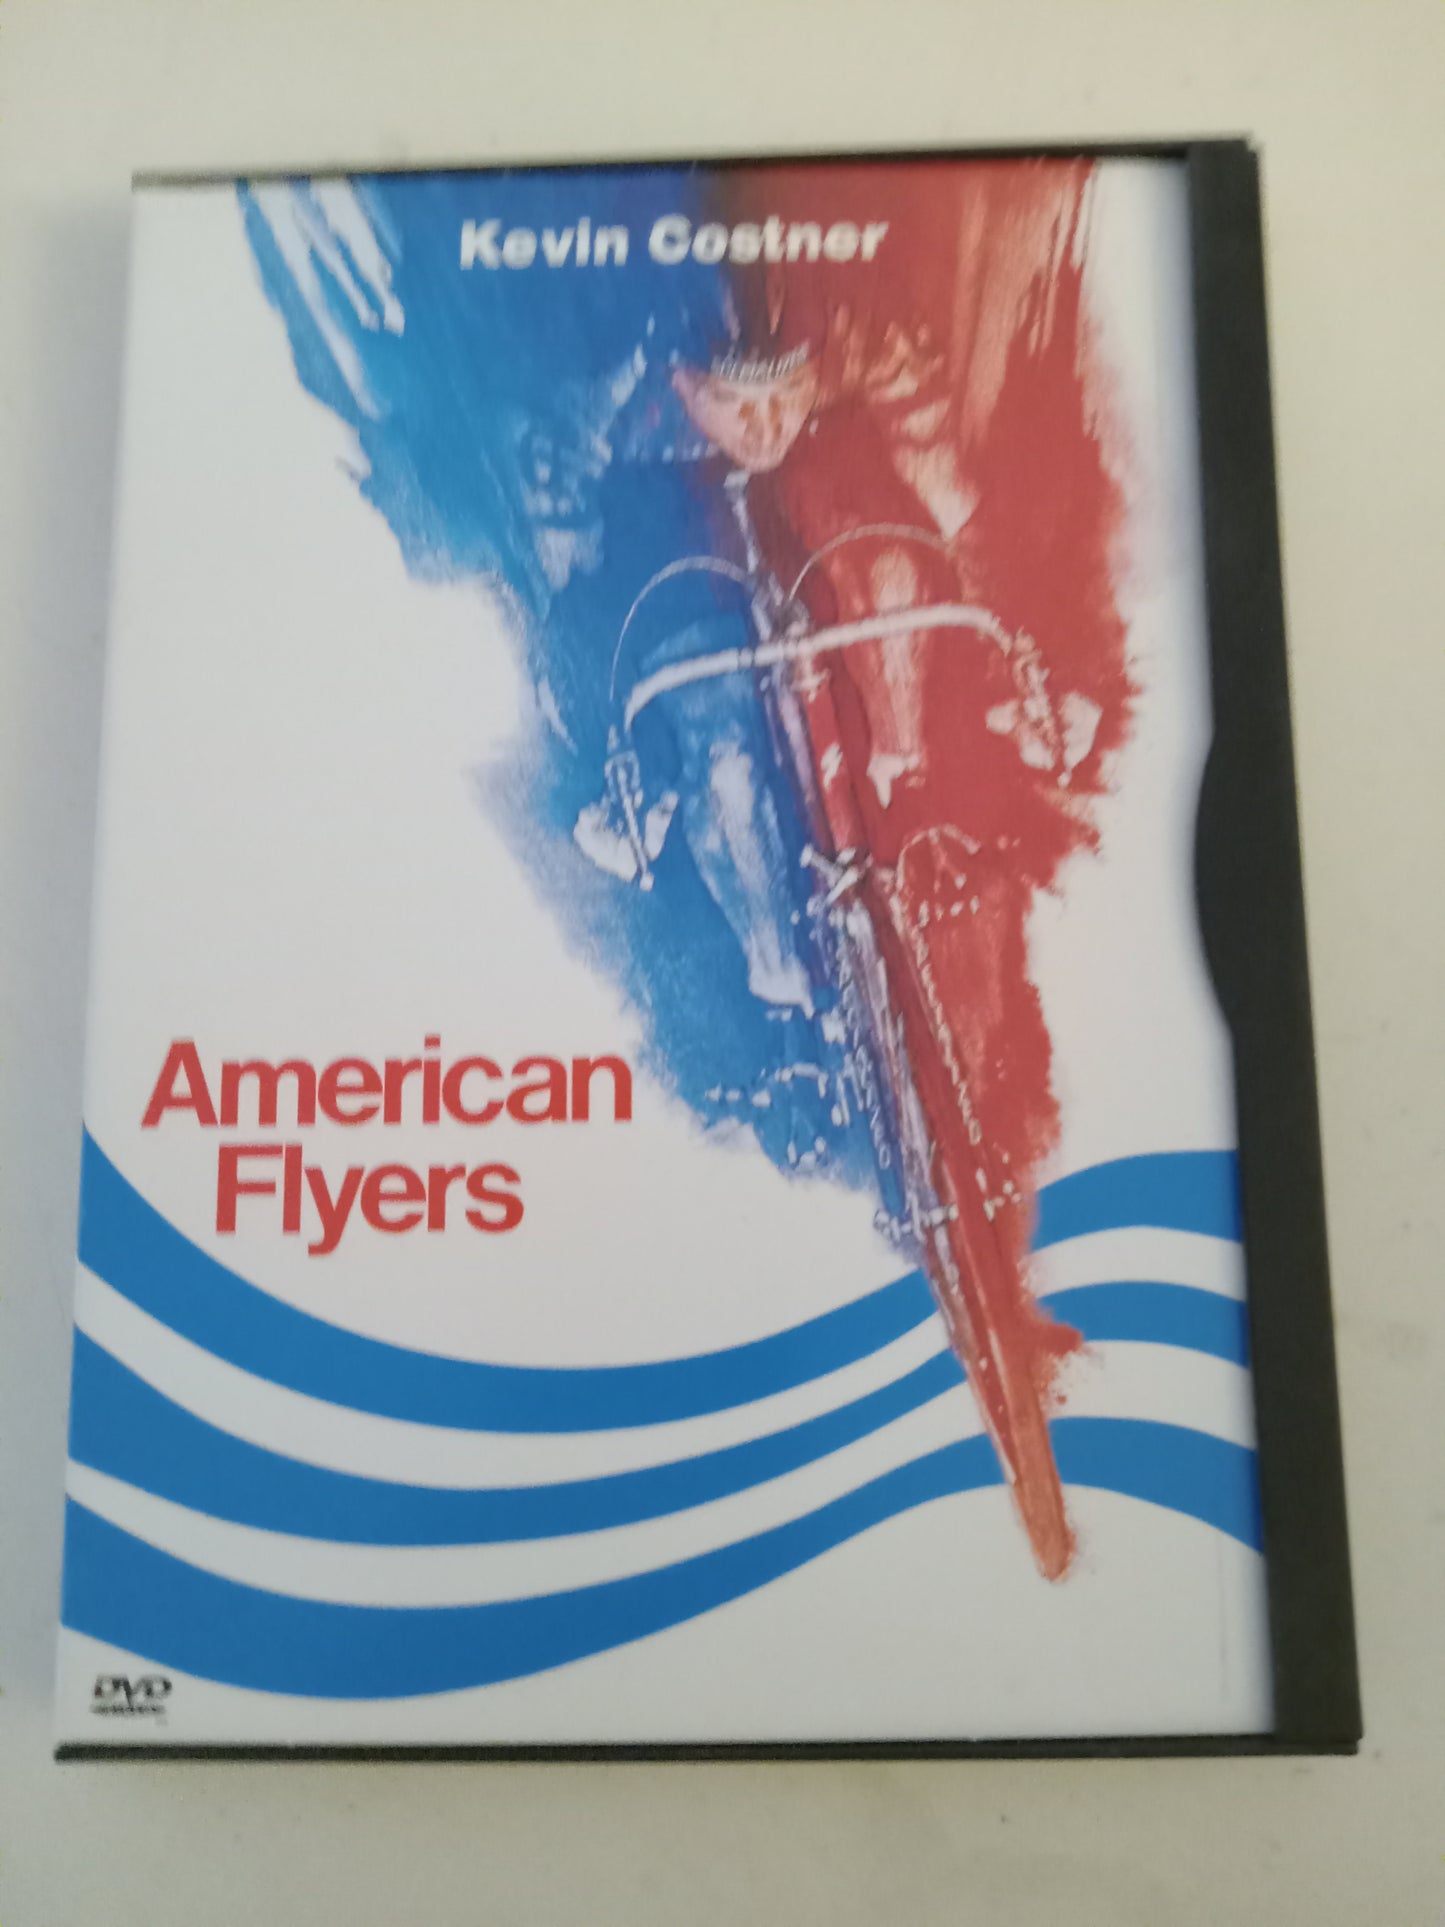 Kevin Costner
American
Flyers
DVD